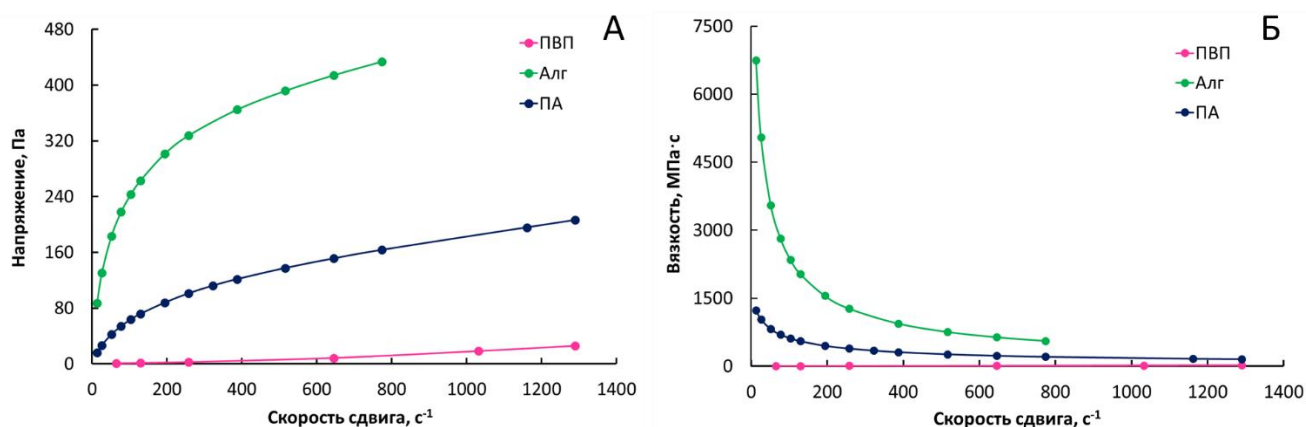 А
480
400
320
240
160
80
0
Напряжение, Па
0 200 400 600 800 1000 1200 1400
Скорость сдвига, с⁻¹
ПВП
Алг
ПА
Б
7500
6000
4500
3000
1500
0
Вязкость, МПа·с
0 200 400 600 800 1000 1200 1400
Скорость сдвига, с⁻¹
ПВП
Алг
ПА